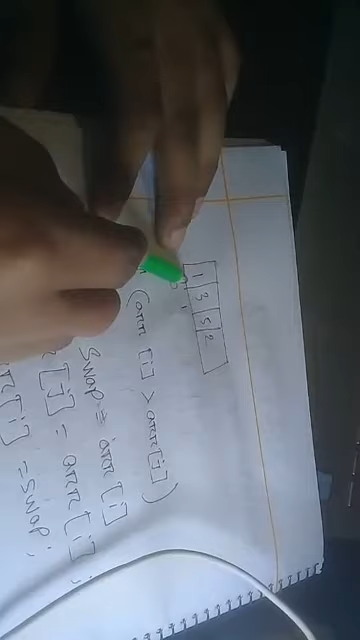 1 3 5 2
(arr [i] > arr[j])
swap = arr [i]
[j] = arr[i] ;
r[i] = swap ;